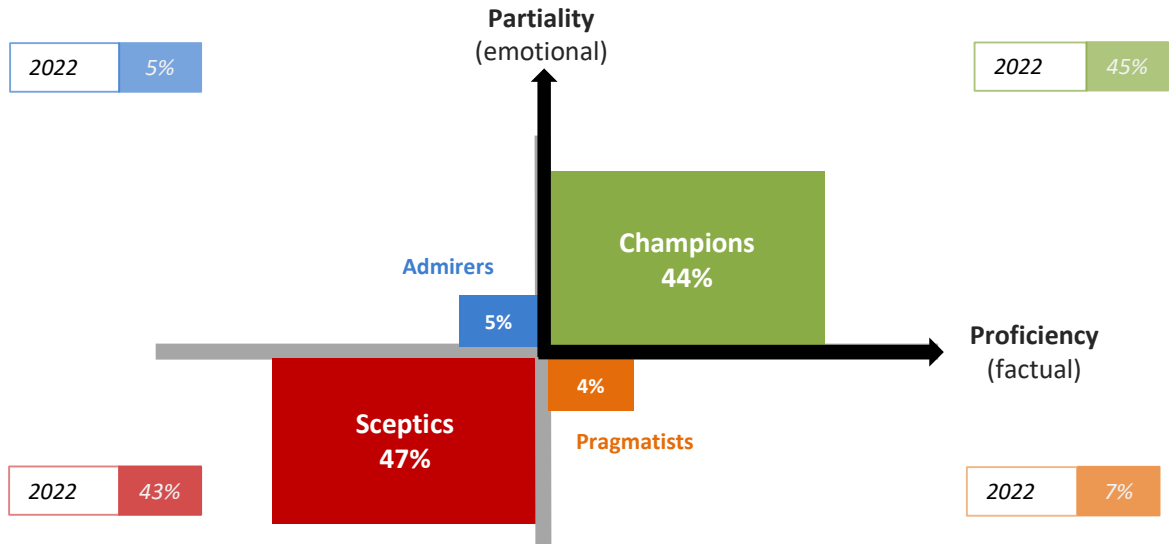 Partiality
(emotional)
2022 5%
2022 45%
Champions
44%
Admirers
5%
Proficiency
(factual)
4%
Sceptics
47%
Pragmatists
2022 43%
2022 7%